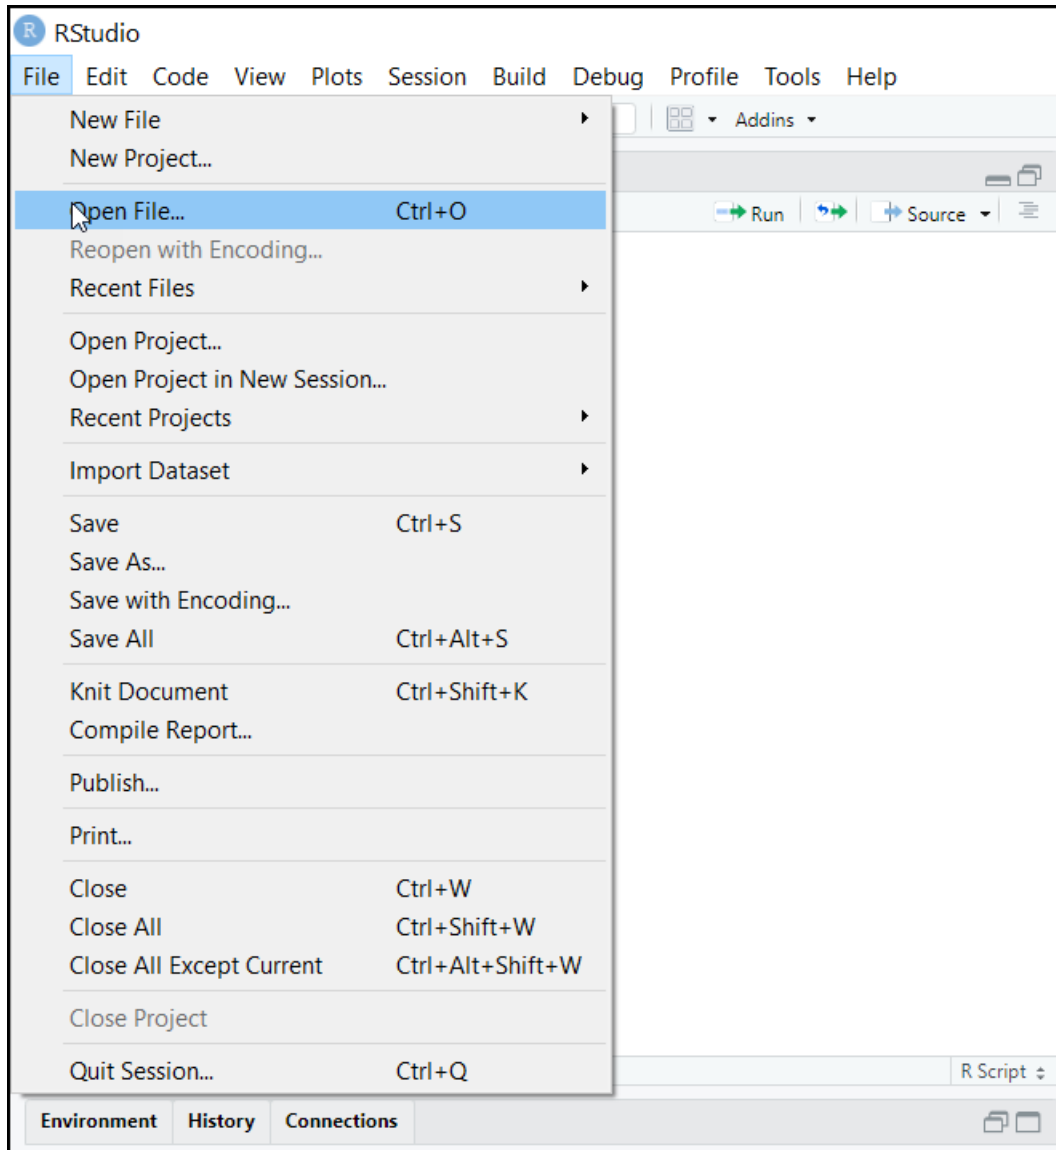 R RStudio
File Edit Code View Plots Session Build Debug Profile Tools Help
Addins
New File
New Project...
Open File... Ctrl+O
Run Source
Reopen with Encoding...
Recent Files
Open Project...
Open Project in New Session...
Recent Projects
Import Dataset
Save Ctrl+S
Save As...
Save with Encoding...
Save All Ctrl+Alt+S
Knit Document Ctrl+Shift+K
Compile Report...
Publish...
Print...
Close Ctrl+W
Close All Ctrl+Shift+W
Close All Except Current Ctrl+Alt+Shift+W
Close Project
Quit Session... Ctrl+Q
R Script
Environment History Connections